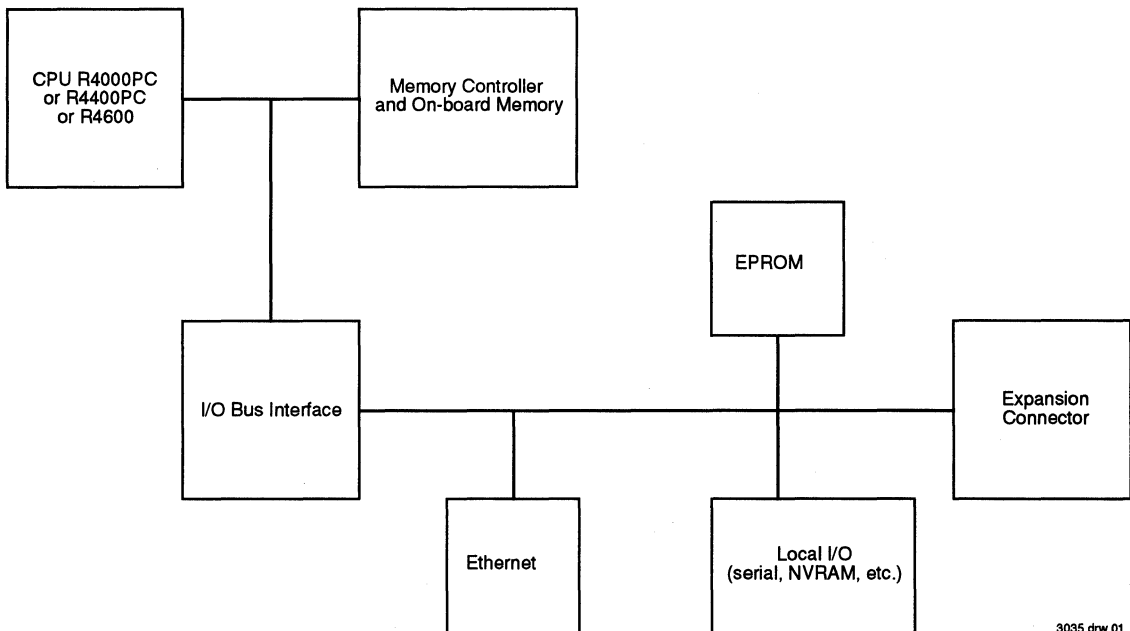 CPU R4000PC
or R4400PC
or R4600
Memory Controller
and On-board Memory
EPROM
I/O Bus Interface
Expansion
Connector
Ethernet
Local I/O
(serial, NVRAM, etc.)
3035 drw 01